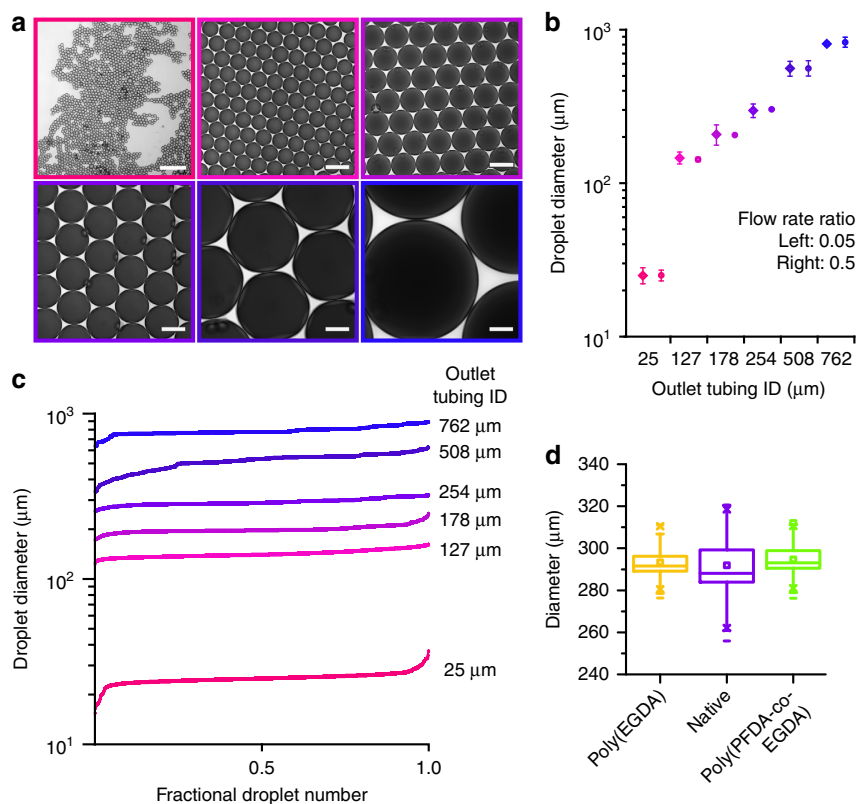 a
b
10³
10²
10¹
Droplet diameter (μm)
Flow rate ratio
Left: 0.05
Right: 0.5
25 127 178 254 508 762
Outlet tubing ID (μm)
c
Outlet
tubing ID
10³
10²
10¹
Droplet diameter (μm)
762 μm
508 μm
254 μm
178 μm
127 μm
25 μm
0.5 1.0
Fractional droplet number
d
340
320
300
280
260
240
Diameter (μm)
Poly(EGDA)
Native
Poly(PFDA-co-
EGDA)